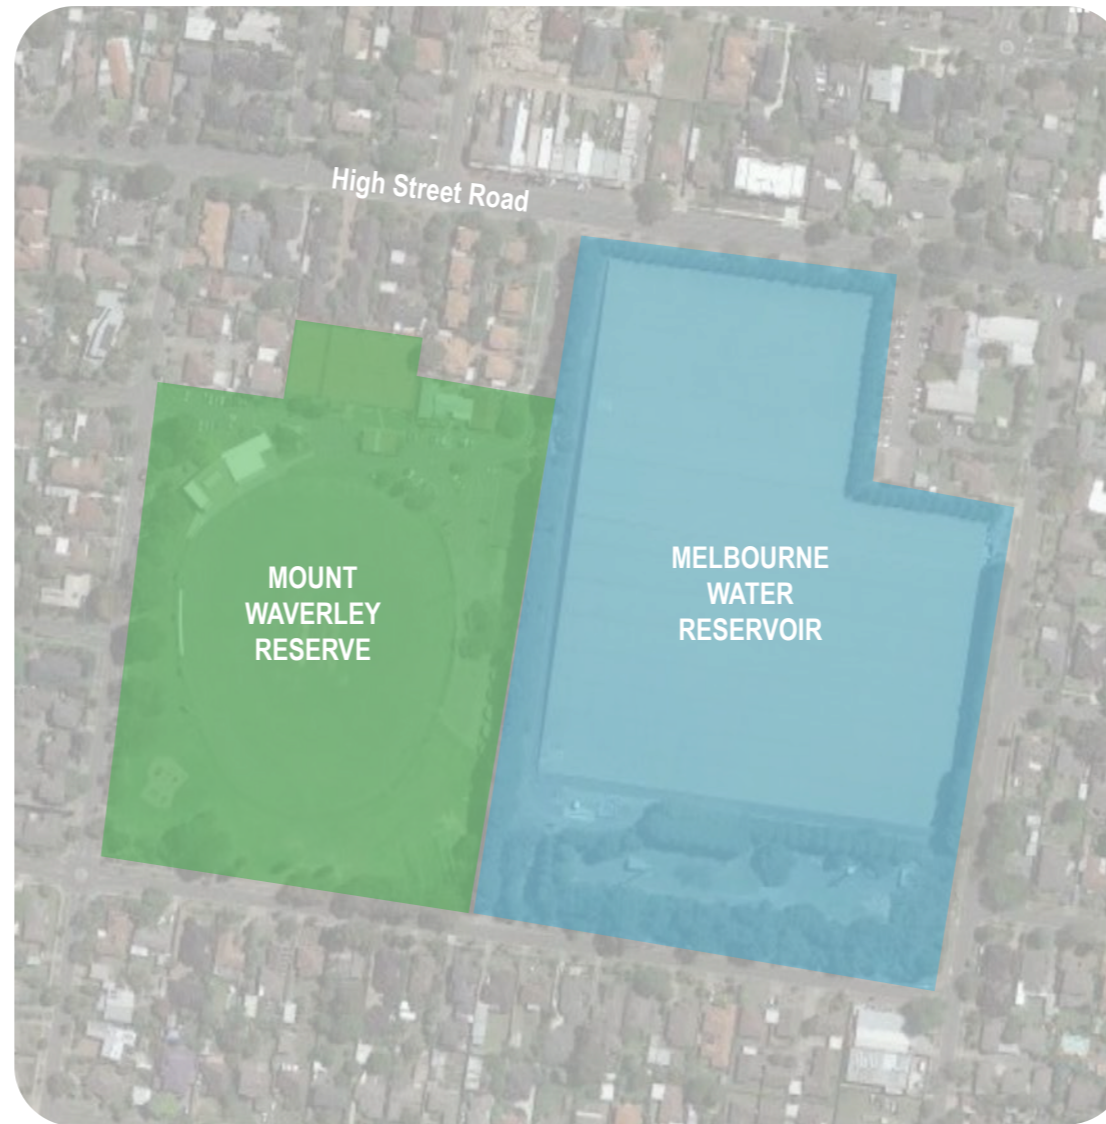 High Street Road
MOUNT
WAVERLEY
RESERVE
MELBOURNE
WATER
RESERVOIR